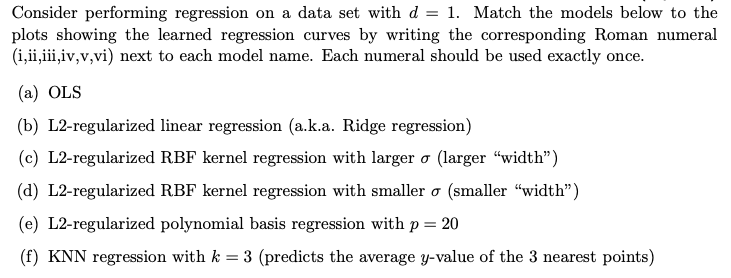 Consider performing regression on a data set with d = 1. Match the models below to the
plots showing the learned regression curves by writing the corresponding Roman numeral
(i,ii,iii,iv,v,vi) next to each model name. Each numeral should be used exactly once.
(a) OLS
(b) L2-regularized linear regression (a.k.a. Ridge regression)
(c) L2-regularized RBF kernel regression with larger σ (larger “width”)
(d) L2-regularized RBF kernel regression with smaller σ (smaller “width”)
(e) L2-regularized polynomial basis regression with p = 20
(f) KNN regression with k = 3 (predicts the average y-value of the 3 nearest points)